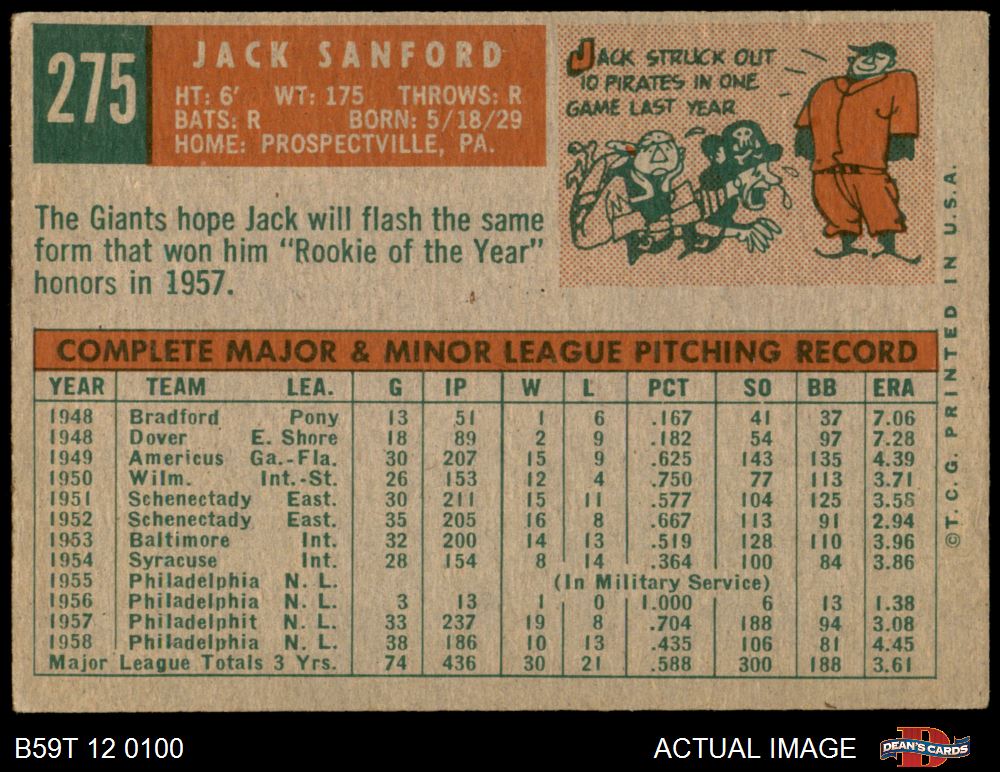 275
JACK SANFORD
HT: 6' WT: 175 THROWS: R
BATS: R BORN: 5/18/29
HOME: PROSPECTVILLE, PA.
JACK STRUCK OUT
10 PIRATES IN ONE
GAME LAST YEAR
The Giants hope Jack will flash the same
form that won him "Rookie of the Year"
honors in 1957.
COMPLETE MAJOR & MINOR LEAGUE PITCHING RECORD
YEAR TEAM LEA. G IP W L PCT SO BB ERA
1948 Bradford Pony 13 51 1 6 .167 41 37 7.06
1948 Dover E. Shore 18 89 2 9 .182 54 97 7.28
1949 Americus Ga.-Fla. 30 207 15 9 .625 143 135 4.39
1950 Wilm. Int.-St. 26 153 12 4 .750 77 113 3.71
1951 Schenectady East. 30 211 15 11 .577 104 125 3.58
1952 Schenectady East. 35 205 16 8 .667 113 91 2.94
1953 Baltimore Int. 32 200 14 13 .519 128 110 3.96
1954 Syracuse Int. 28 154 8 14 .364 100 84 3.86
1955 Philadelphia N. L. (In Military Service)
1956 Philadelphia N. L. 3 13 1 0 1.000 6 13 1.38
1957 Philadelphit N. L. 33 237 19 8 .704 188 94 3.08
1958 Philadelphia N. L. 38 186 10 13 .435 106 81 4.45
Major League Totals 3 Yrs. 74 436 30 21 .588 300 188 3.61
©T. C. G. PRINTED IN U.S.A.
B59T 12 0100
ACTUAL IMAGE
DEAN'S CARDS